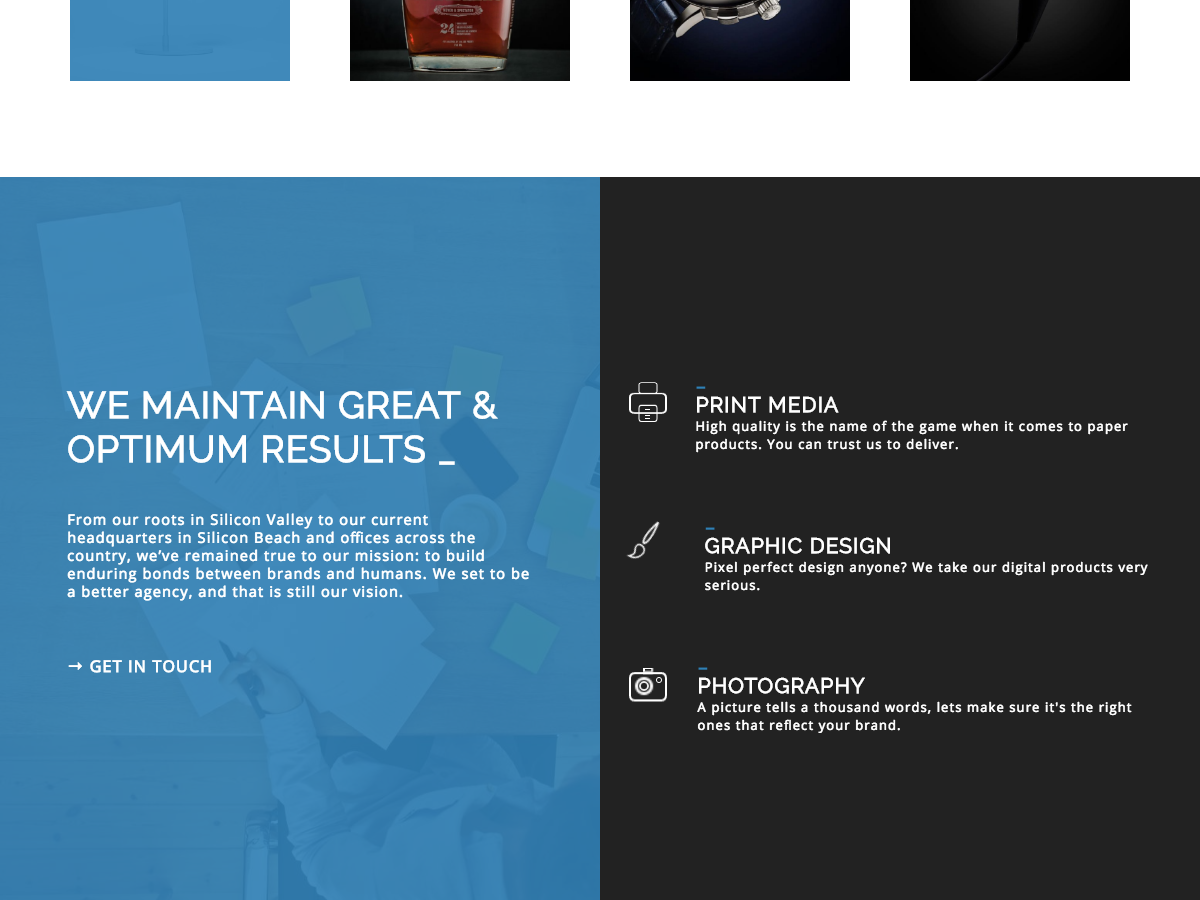 24
WE MAINTAIN GREAT &
OPTIMUM RESULTS _
From our roots in Silicon Valley to our current
headquarters in Silicon Beach and offices across the
country, we’ve remained true to our mission: to build
enduring bonds between brands and humans. We set to be
a better agency, and that is still our vision.
→ GET IN TOUCH
PRINT MEDIA
High quality is the name of the game when it comes to paper
products. You can trust us to deliver.
GRAPHIC DESIGN
Pixel perfect design anyone? We take our digital products very
serious.
PHOTOGRAPHY
A picture tells a thousand words, lets make sure it's the right
ones that reflect your brand.